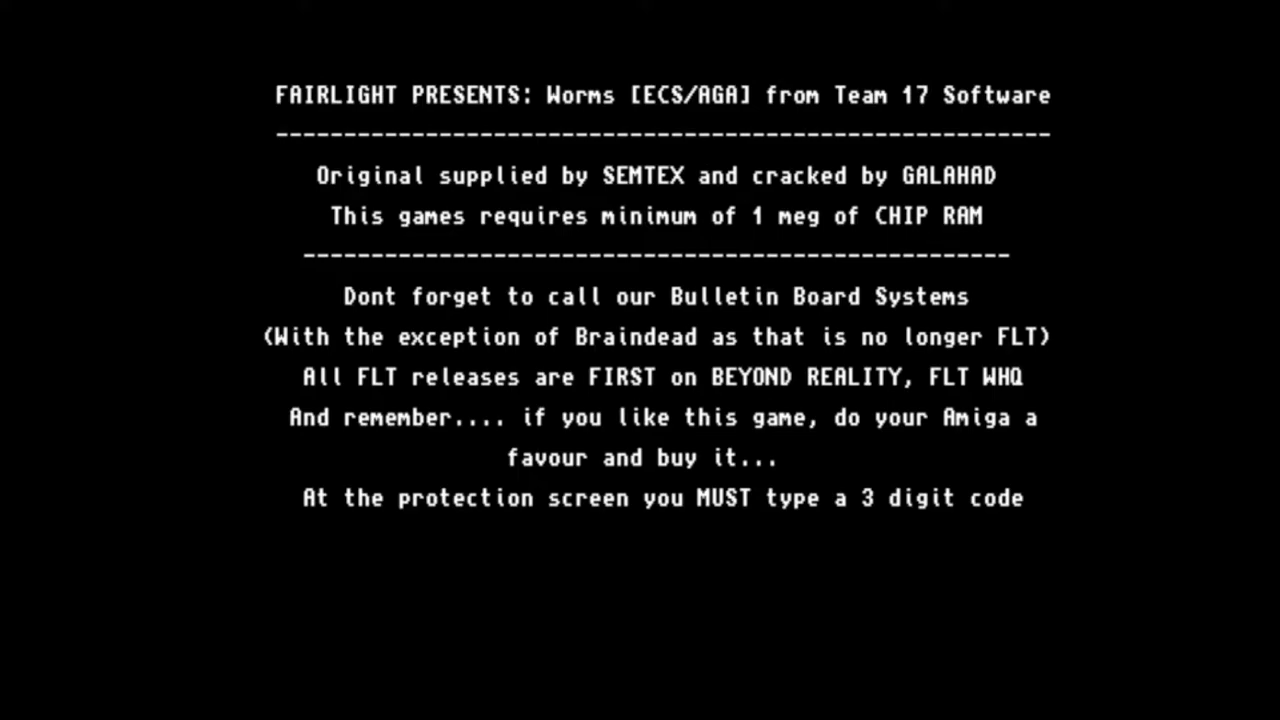 FAIRLIGHT PRESENTS: Worms [ECS/AGA] from Team 17 Software
---------------------------------------------------------
Original supplied by SEMTEX and cracked by GALAHAD
This games requires minimum of 1 meg of CHIP RAM
----------------------------------------------------
Dont forget to call our Bulletin Board Systems
(With the exception of Braindead as that is no longer FLT)
All FLT releases are FIRST on BEYOND REALITY, FLT WHQ
And remember.... if you like this game, do your Amiga a
favour and buy it...
At the protection screen you MUST type a 3 digit code